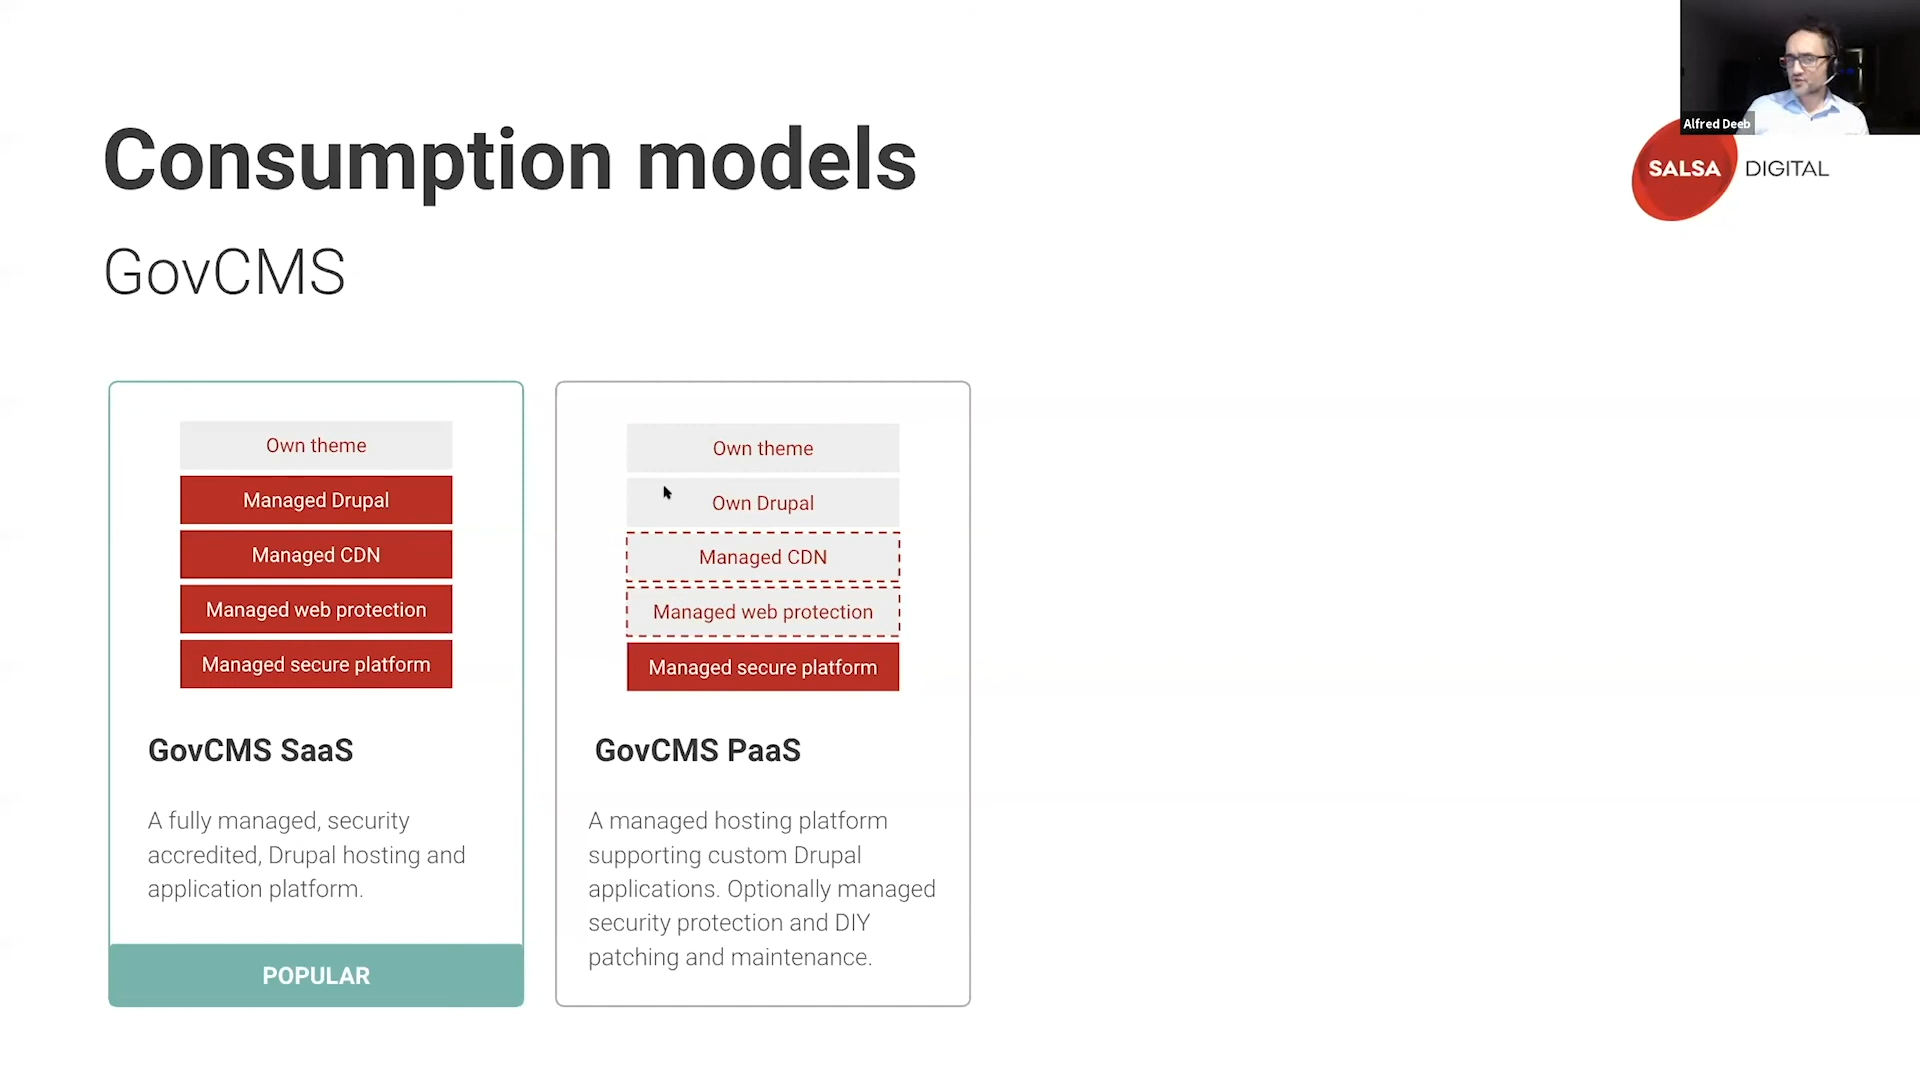 Alfred Deeb
SALSA DIGITAL
Consumption models
GovCMS
Own theme
Managed Drupal
Managed CDN
Managed web protection
Managed secure platform
GovCMS SaaS
A fully managed, security
accredited, Drupal hosting and
application platform.
POPULAR
Own theme
Own Drupal
Managed CDN
Managed web protection
Managed secure platform
GovCMS PaaS
A managed hosting platform
supporting custom Drupal
applications. Optionally managed
security protection and DIY
patching and maintenance.